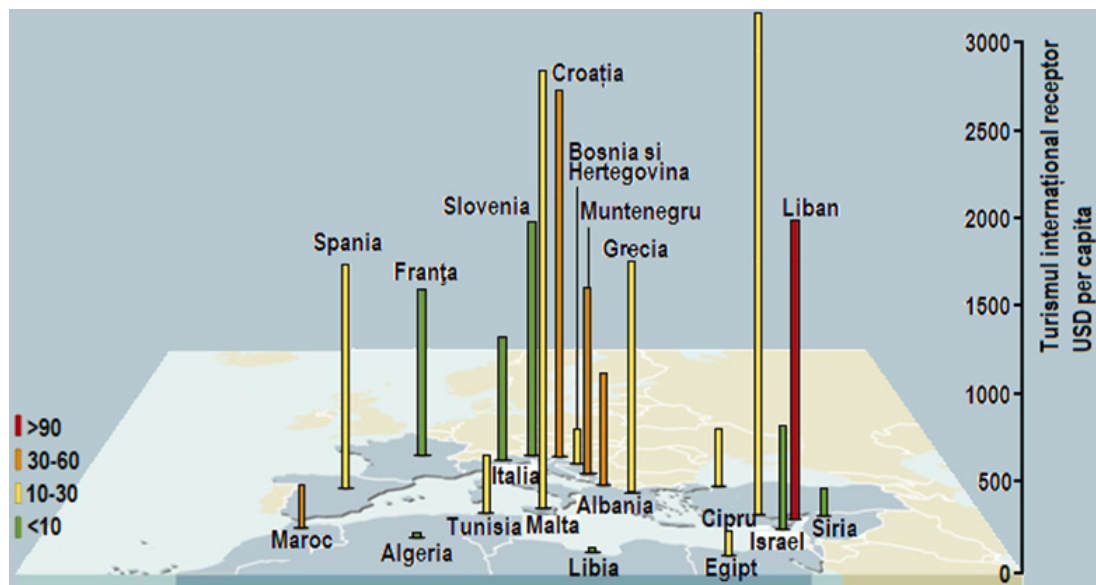 3000
2500
2000
1500
1000
500
0
Turismul internațional receptor
USD per capita
Croația
Bosnia si
Hertegovina
Slovenia
Muntenegru
Liban
Spania
Grecia
Franţa
>90
30-60
10-30
<10
Italia
Albania
Tunisia
Malta
Cipru
Siria
Maroc
Algeria
Israel
Libia
Egipt